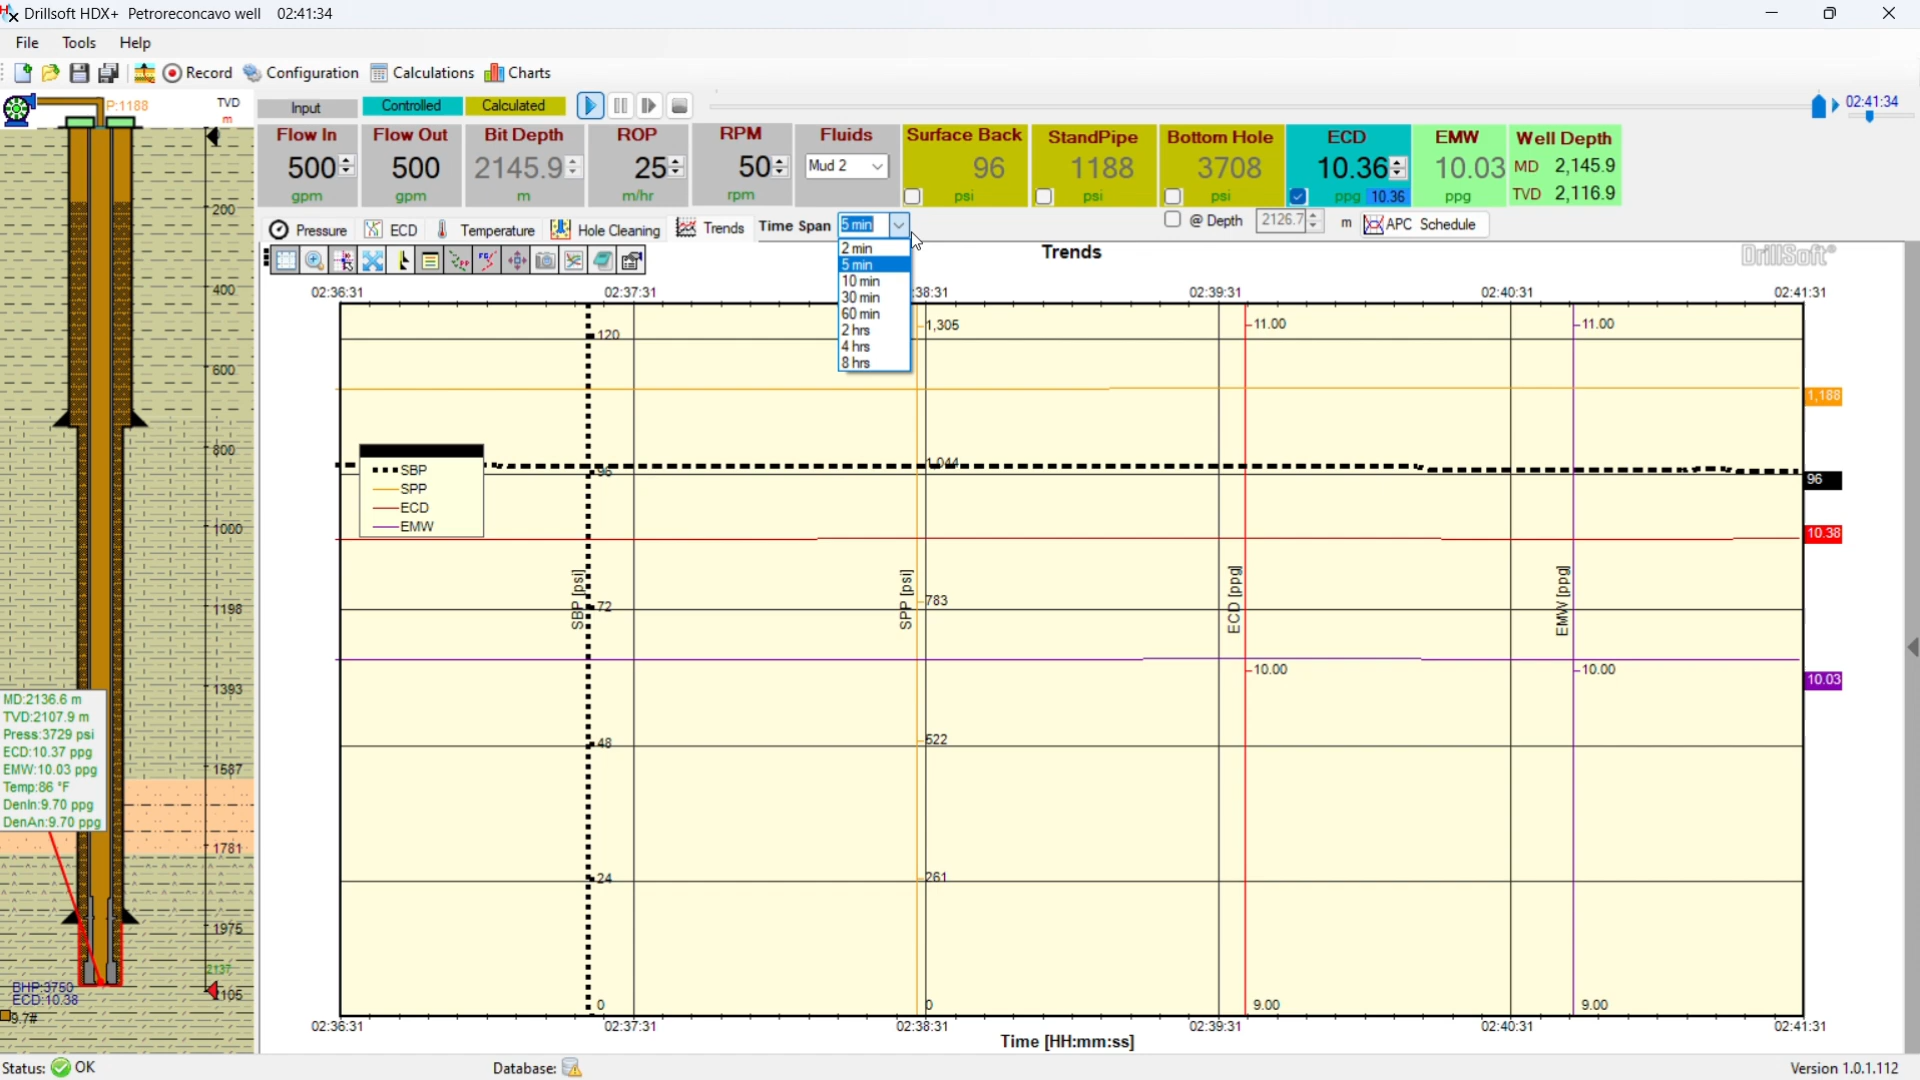 Drillsoft HDX+ Petroreconcavo well 02:41:34
File Tools Help
Record Configuration Calculations Charts
P:1188 TVD m
Input Controlled Calculated 02:41:34
Flow In 500 gpm
Flow Out 500 gpm
Bit Depth 2145.9 m
ROP 25 m/hr
RPM 50 rpm
Fluids Mud 2
Surface Back 96 psi
StandPipe 1188 psi
Bottom Hole 3708 psi
ECD 10.36 ppg 10.36
EMW 10.03 ppg
Well Depth
MD 2,145.9
TVD 2,116.9
Pressure ECD Temperature Hole Cleaning Trends Time Span 5 min
@ Depth 2126.7 m APC Schedule
2 min
5 min
10 min
30 min
60 min
2 hrs
4 hrs
8 hrs
Trends
DrillSoft®
02:36:31 02:37:31 :38:31 02:39:31 02:40:31 02:41:31
120 1,305 11.00 11.00
1,188
SBP
SPP
ECD
EMW
96 1,044
96
10.38
SBP [psi] SPP [psi] ECD [ppg] EMW [ppg]
72 783
10.00 10.00
10.03
48 522
24 261
0 0 9.00 9.00
02:36:31 02:37:31 02:38:31 02:39:31 02:40:31 02:41:31
Time [HH:mm:ss]
200
400
600
800
1000
1198
1393
1587
1781
1975
2137
2105
MD:2136.6 m
TVD:2107.9 m
Press:3729 psi
ECD:10.37 ppg
EMW:10.03 ppg
Temp:86 °F
DenIn:9.70 ppg
DenAn:9.70 ppg
BHP:3750
ECD:10.38
9.7#
Status: OK Database: Version 1.0.1.112